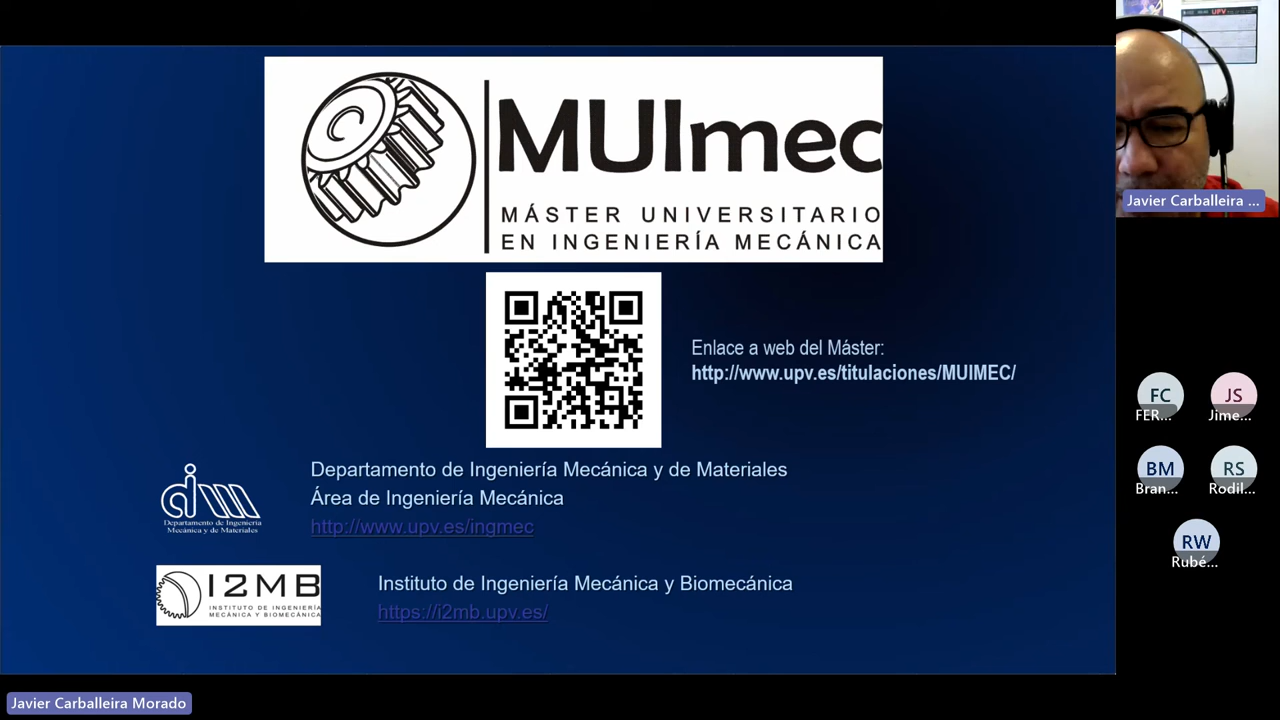 MUImec
MÁSTER UNIVERSITARIO
EN INGENIERÍA MECÁNICA
Enlace a web del Máster:
http://www.upv.es/titulaciones/MUIMEC/
Departamento de Ingeniería Mecánica y de Materiales
Área de Ingeniería Mecánica
http://www.upv.es/ingmec
dim
Departamento de Ingeniería
Mecánica y de Materiales
I2MB
INSTITUTO DE INGENIERÍA
MECÁNICA Y BIOMECÁNICA
Instituto de Ingeniería Mecánica y Biomecánica
https://i2mb.upv.es/
UPV
Javier Carballeira ...
FC
FER...
JS
Jime...
BM
Bran...
RS
Rodil...
RW
Rubé...
Javier Carballeira Morado